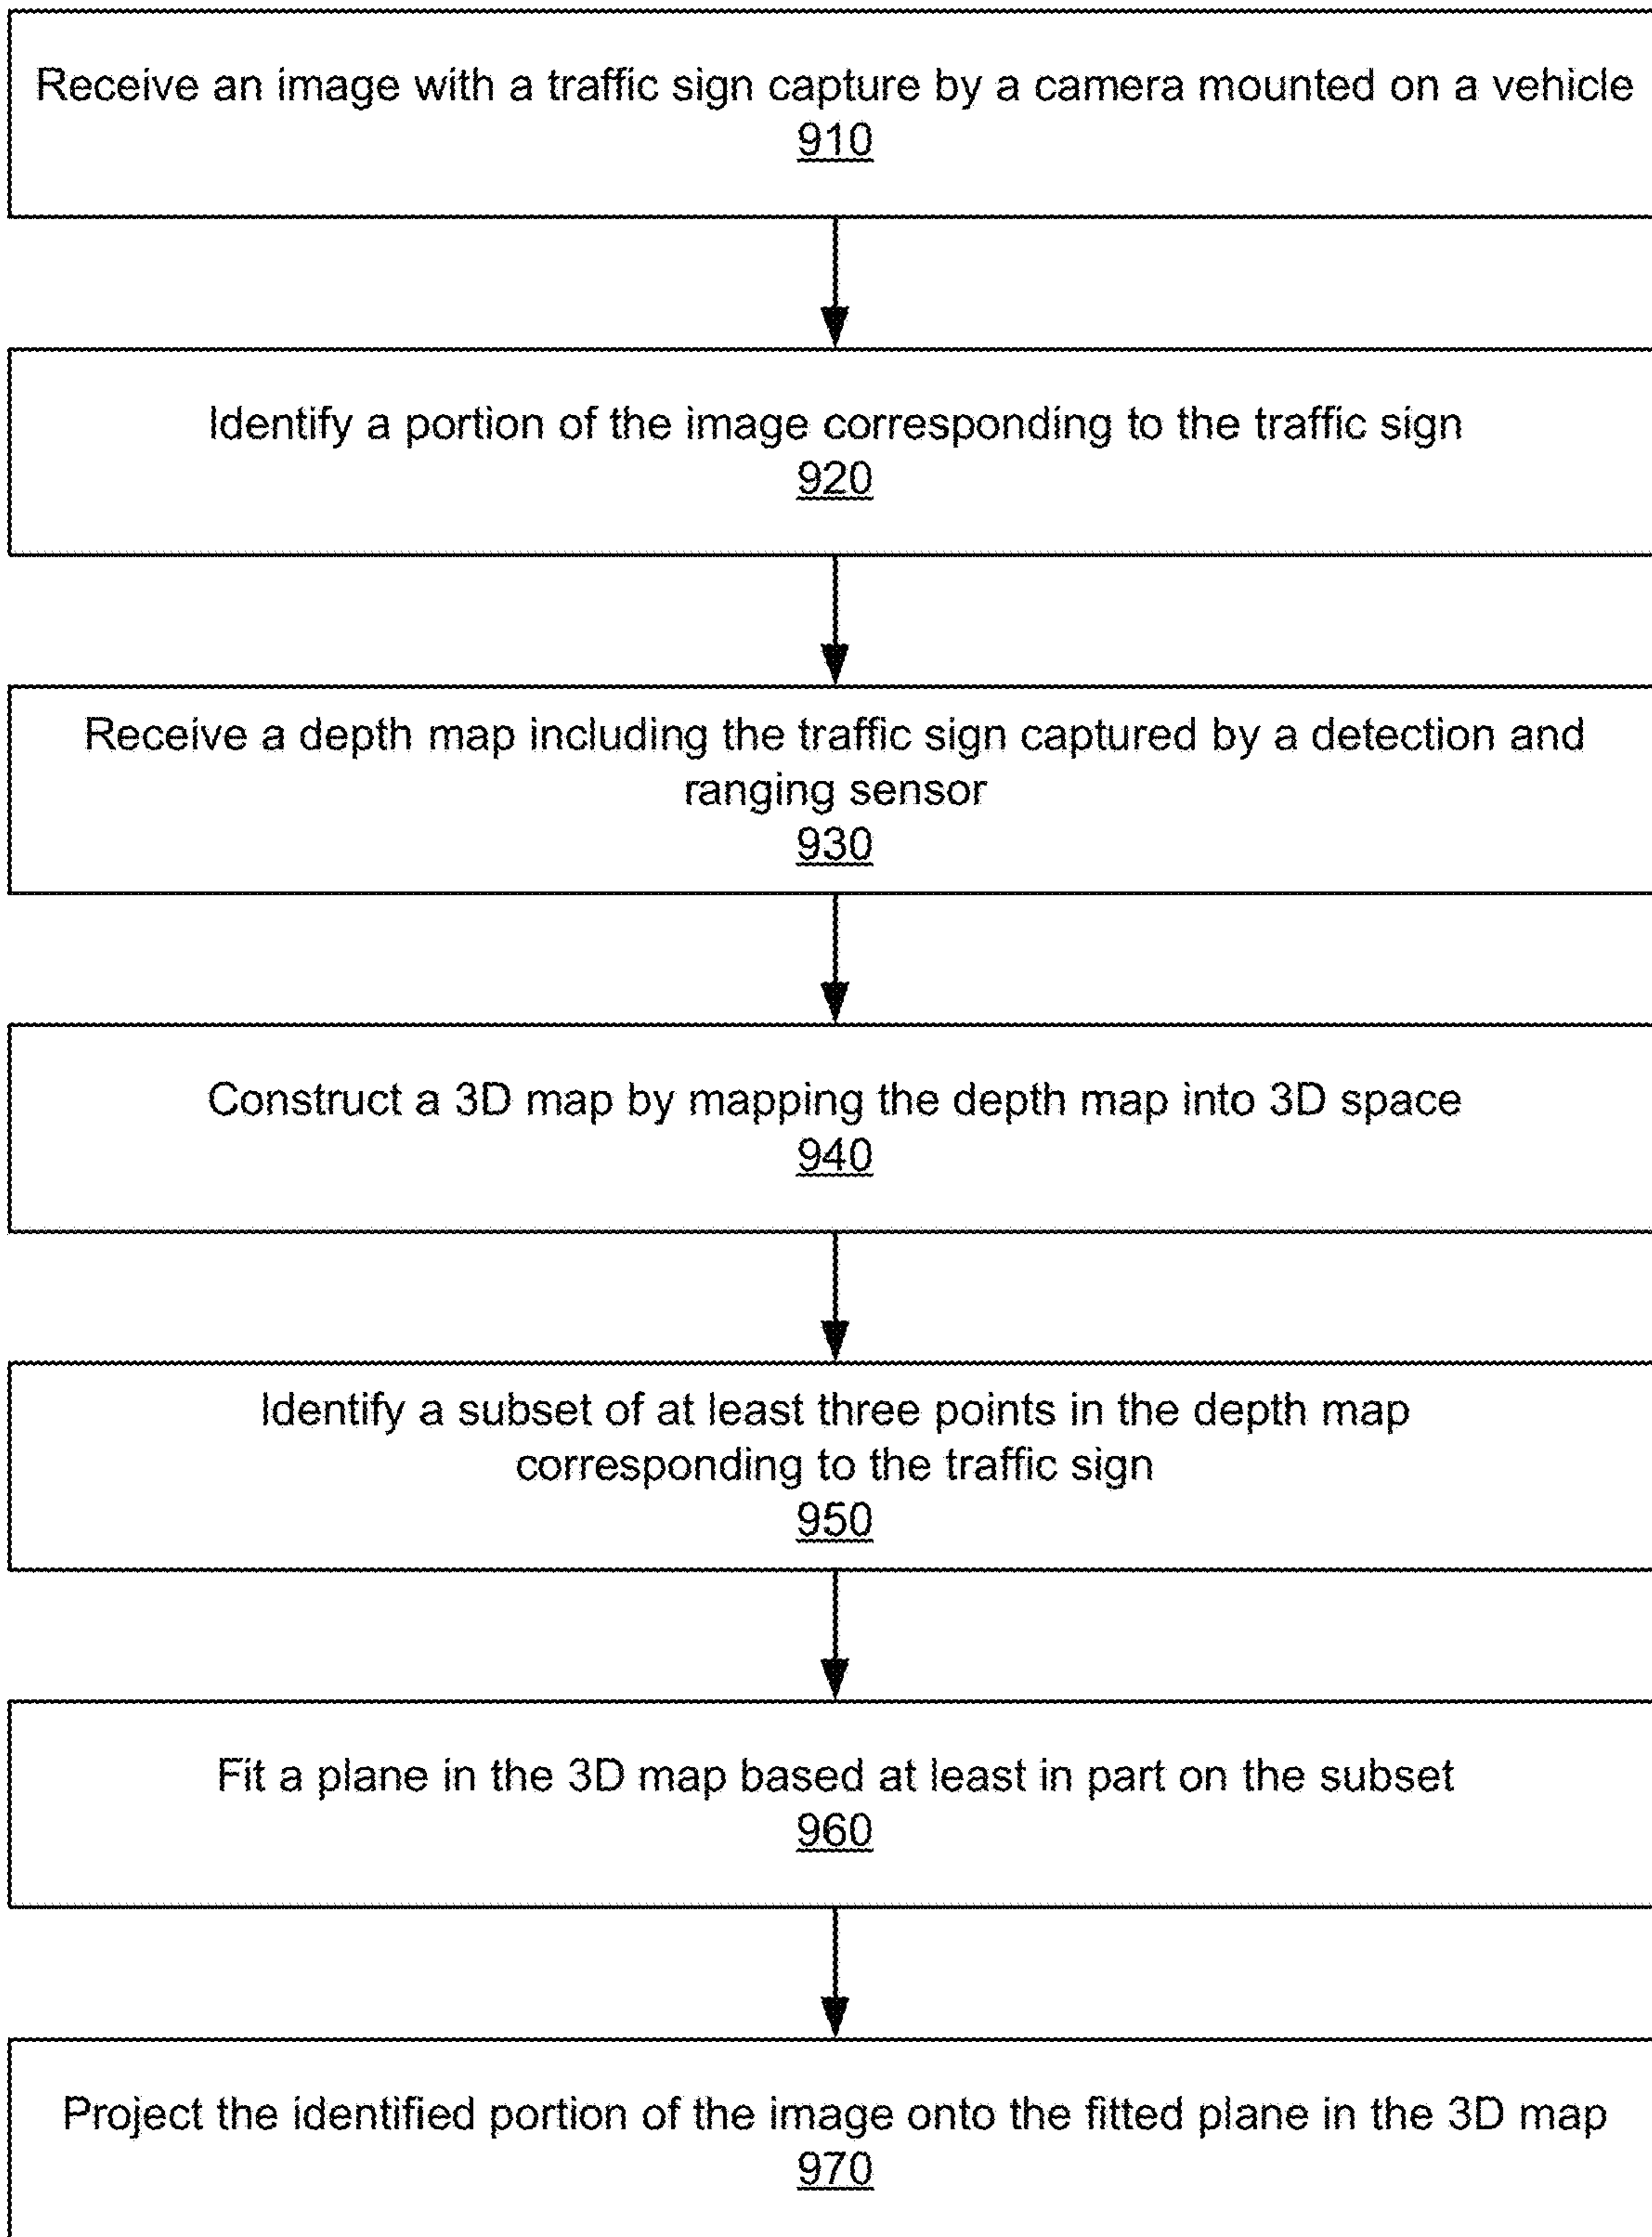 Receive an image with a traffic sign capture by a camera mounted on a vehicle
910
Identify a portion of the image corresponding to the traffic sign
920
Receive a depth map including the traffic sign captured by a detection and
ranging sensor
930
Construct a 3D map by mapping the depth map into 3D space
940
Identify a subset of at least three points in the depth map
corresponding to the traffic sign
950
Fit a plane in the 3D map based at least in part on the subset
960
Project the identified portion of the image onto the fitted plane in the 3D map
970